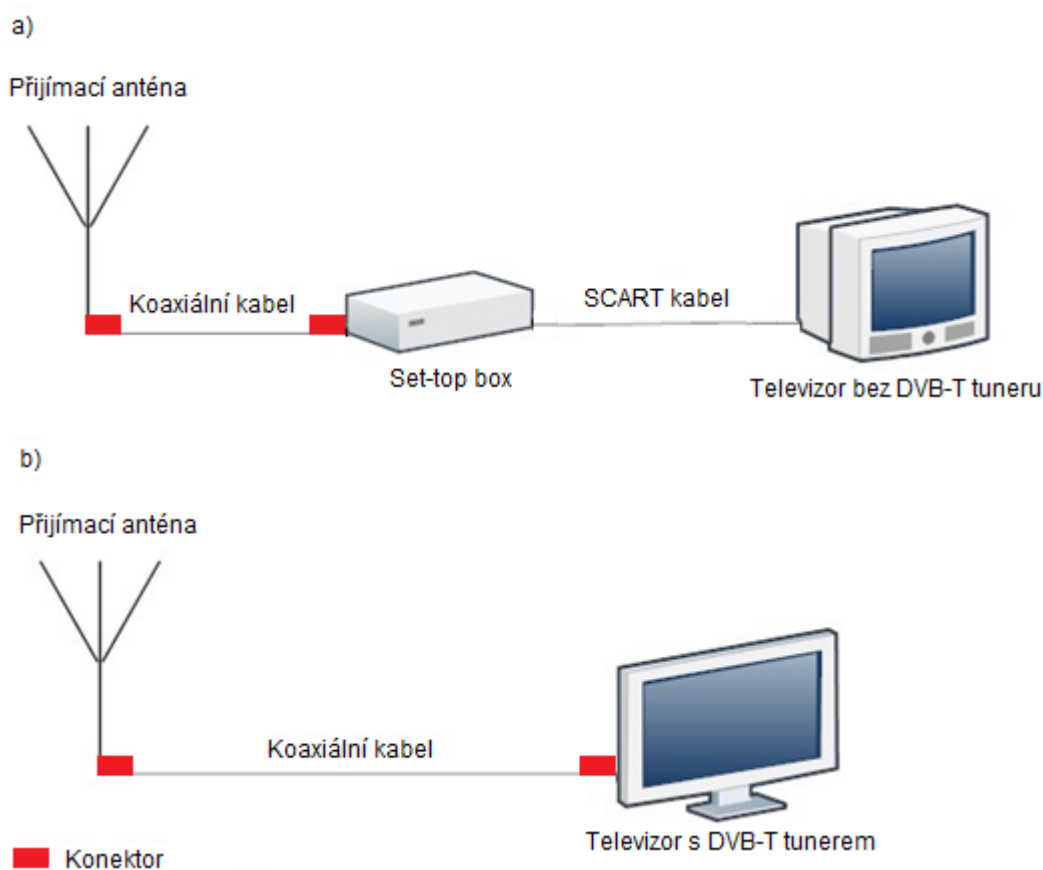 a)
Přijímací anténa
Koaxiální kabel
SCART kabel
Set-top box
Televizor bez DVB-T tuneru
b)
Přijímací anténa
Koaxiální kabel
Televizor s DVB-T tunerem
Konektor